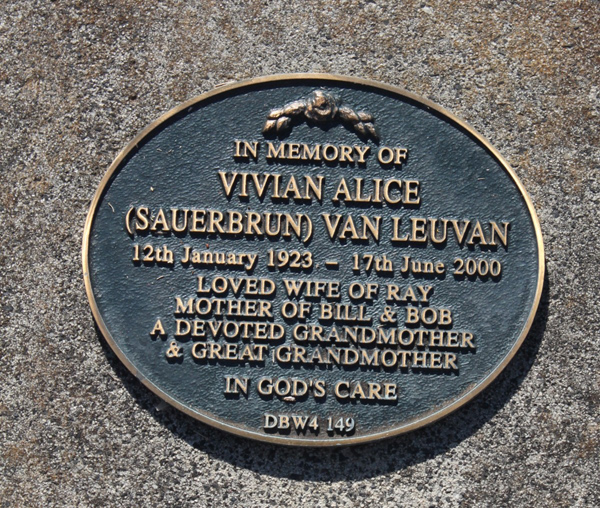 IN MEMORY OF
VIVIAN ALICE
(SAUERBRUN) VAN LEUVAN
12th January 1923 – 17th June 2000
LOVED WIFE OF RAY
MOTHER OF BILL & BOB
A DEVOTED GRANDMOTHER
& GREAT GRANDMOTHER
IN GOD'S CARE
DBW4 149